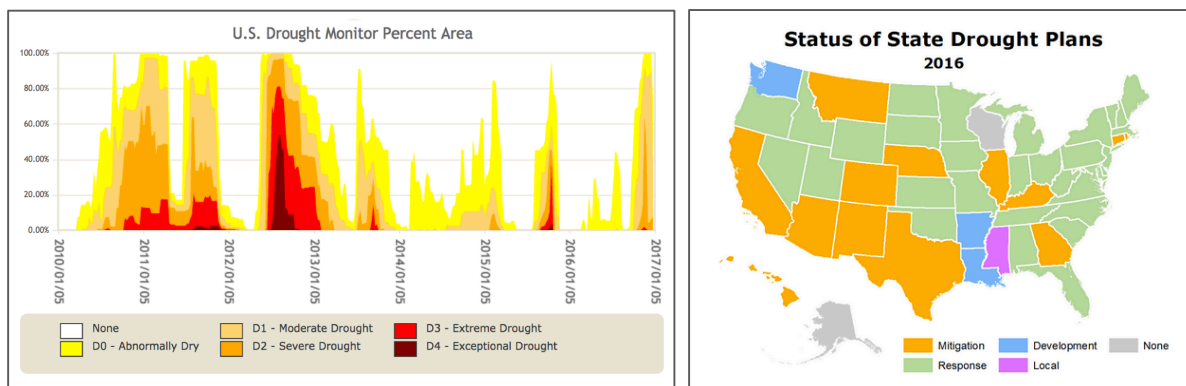 U.S. Drought Monitor Percent Area
100.00%
80.00%
60.00%
40.00%
20.00%
0.00%
2010/01/05
2011/01/05
2012/01/05
2013/01/05
2014/01/05
2015/01/05
2016/01/05
2017/01/05
None
D0 - Abnormally Dry
D1 - Moderate Drought
D2 - Severe Drought
D3 - Extreme Drought
D4 - Exceptional Drought
Status of State Drought Plans
2016
Mitigation
Response
Development
Local
None